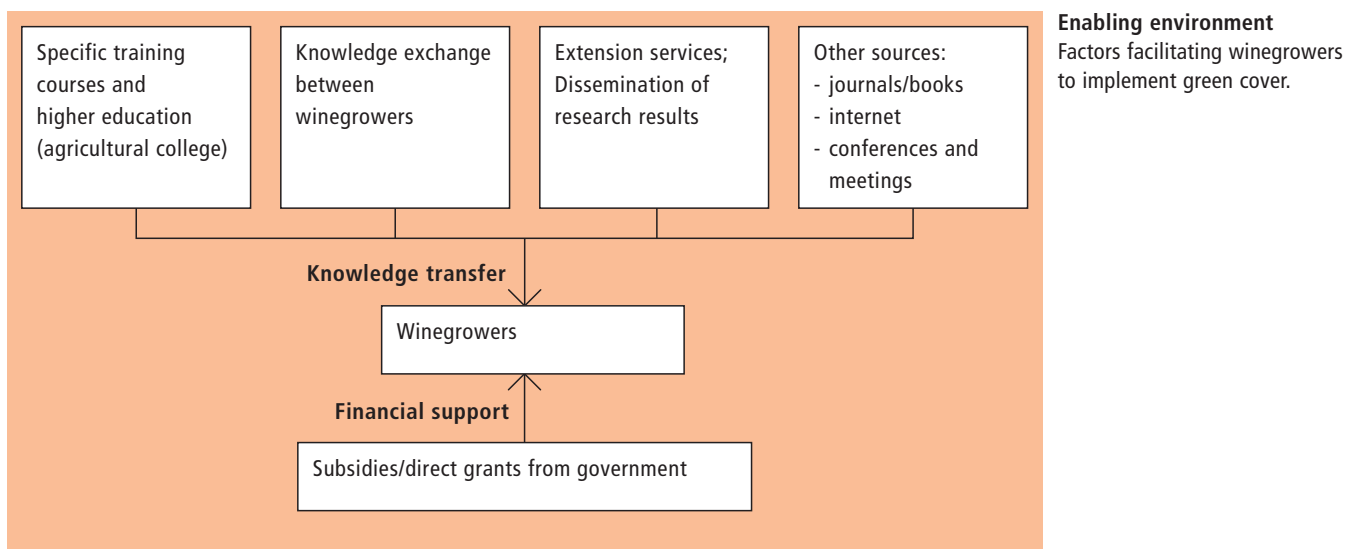 Specific training
courses and
higher education
(agricultural college)
Knowledge exchange
between
winegrowers
Extension services;
Dissemination of
research results
Other sources:
- journals/books
- internet
- conferences and
meetings
Enabling environment
Factors facilitating winegrowers
to implement green cover.
Knowledge transfer
Winegrowers
Financial support
Subsidies/direct grants from government